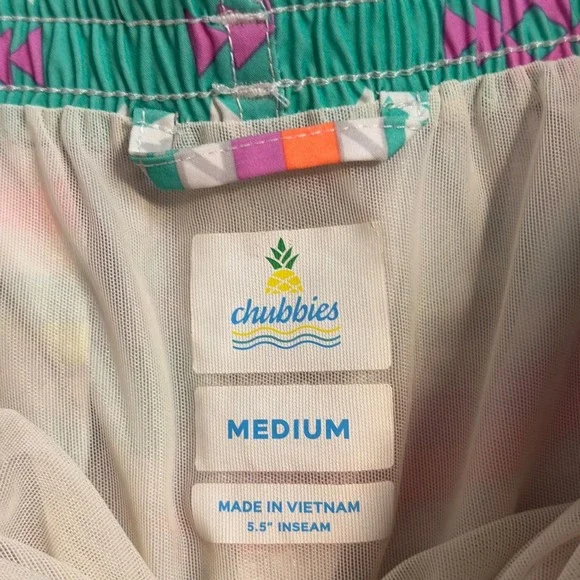 chubbies
MEDIUM
MADE IN VIETNAM
5.5" INSEAM